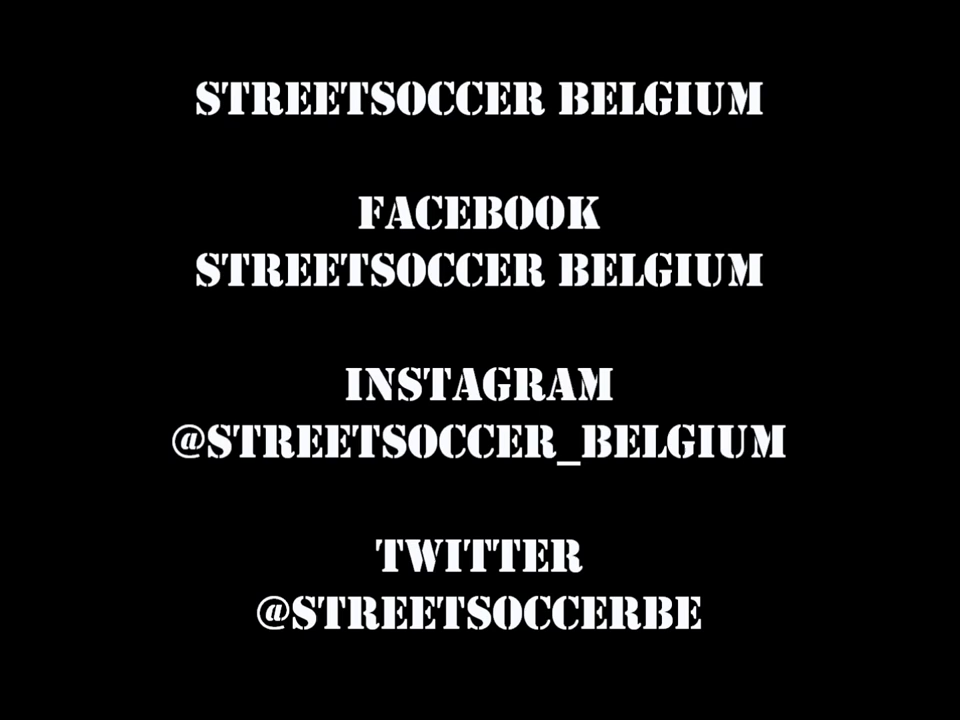 STREETSOCCER BELGIUM
FACEBOOK
STREETSOCCER BELGIUM
INSTAGRAM
@STREETSOCCER_BELGIUM
TWITTER
@STREETSOCCERBE